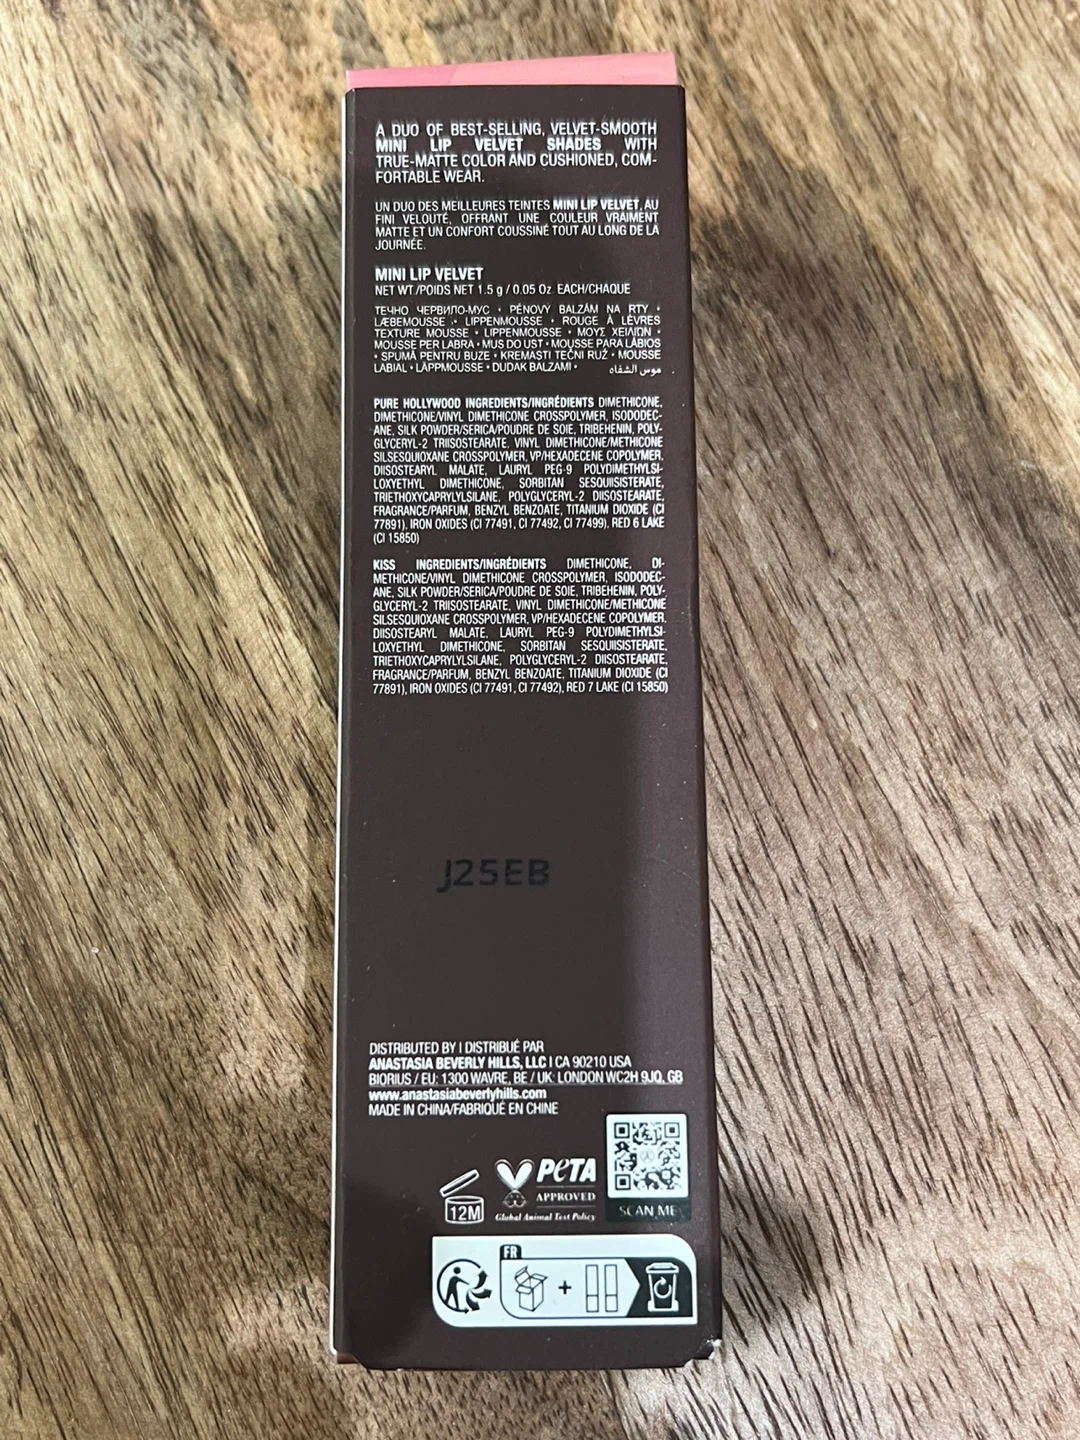 A DUO OF BEST-SELLING, VELVET-SMOOTH
MINI LIP VELVET SHADES WITH
TRUE-MATTE COLOR AND CUSHIONED, COM-
FORTABLE WEAR.
UN DUO DES MEILLEURES TEINTES MINI LIP VELVET, AU
FINI VELOUTÉ, OFFRANT UNE COULEUR VRAIMENT
MATTE ET UN CONFORT COUSSINÉ TOUT AU LONG DE LA
JOURNÉE.
MINI LIP VELVET
NET WT./POIDS NET 1.5 g / 0.05 Oz. EACH/CHAQUE
ТЕЧНО ЧЕРВИЛО-МУС • PĚNOVÝ BALZÁM NA RTY •
LÆBEMOUSSE • LIPPENMOUSSE • ROUGE À LÈVRES
TEXTURE MOUSSE • LIPPENMOUSSE • ΜΟΥΣ ΧΕΙΛΙΩΝ •
MOUSSE PER LABRA • MUS DO UST • MOUSSE PARA LÁBIOS
• SPUMĂ PENTRU BUZE • KREMASTI TEČNI RUŽ • MOUSSE
LABIAL • LÄPPMOUSSE • DUDAK BALZAMI • موس الشفاه
PURE HOLLYWOOD INGREDIENTS/INGRÉDIENTS DIMETHICONE,
DIMETHICONE/VINYL DIMETHICONE CROSSPOLYMER, ISODODEC-
ANE, SILK POWDER/SERICA/POUDRE DE SOIE, TRIBEHENIN, POLY-
GLYCERYL-2 TRIISOSTEARATE, VINYL DIMETHICONE/METHICONE
SILSESQUIOXANE CROSSPOLYMER, VP/HEXADECENE COPOLYMER,
DIISOSTEARYL MALATE, LAURYL PEG-9 POLYDIMETHYLSI-
LOXYETHYL DIMETHICONE, SORBITAN SESQUIISISTERATE,
TRIETHOXYCAPRYLYLSILANE, POLYGLYCERYL-2 DIISOSTEARATE,
FRAGRANCE/PARFUM, BENZYL BENZOATE, TITANIUM DIOXIDE (CI
77891), IRON OXIDES (CI 77491, CI 77492, CI 77499), RED 6 LAKE
(CI 15850)
KISS INGREDIENTS/INGRÉDIENTS DIMETHICONE, DI-
METHICONE/VINYL DIMETHICONE CROSSPOLYMER, ISODODEC-
ANE, SILK POWDER/SERICA/POUDRE DE SOIE, TRIBEHENIN, POLY-
GLYCERYL-2 TRIISOSTEARATE, VINYL DIMETHICONE/METHICONE
SILSESQUIOXANE CROSSPOLYMER, VP/HEXADECENE COPOLYMER,
DIISOSTEARYL MALATE, LAURYL PEG-9 POLYDIMETHYLSI-
LOXYETHYL DIMETHICONE, SORBITAN SESQUIISISTERATE,
TRIETHOXYCAPRYLYLSILANE, POLYGLYCERYL-2 DIISOSTEARATE,
FRAGRANCE/PARFUM, BENZYL BENZOATE, TITANIUM DIOXIDE (CI
77891), IRON OXIDES (CI 77491, CI 77492), RED 7 LAKE (CI 15850)
J25EB
DISTRIBUTED BY | DISTRIBUÉ PAR
ANASTASIA BEVERLY HILLS, LLC | CA 90210 USA
BIORIUS / EU: 1300 WAVRE, BE / UK: LONDON WC2H 9JQ, GB
www.anastasiabeverlyhills.com
MADE IN CHINA/FABRIQUÉ EN CHINE
12M
PETA
APPROVED
Global Animal Test Policy
SCAN ME
FR
+